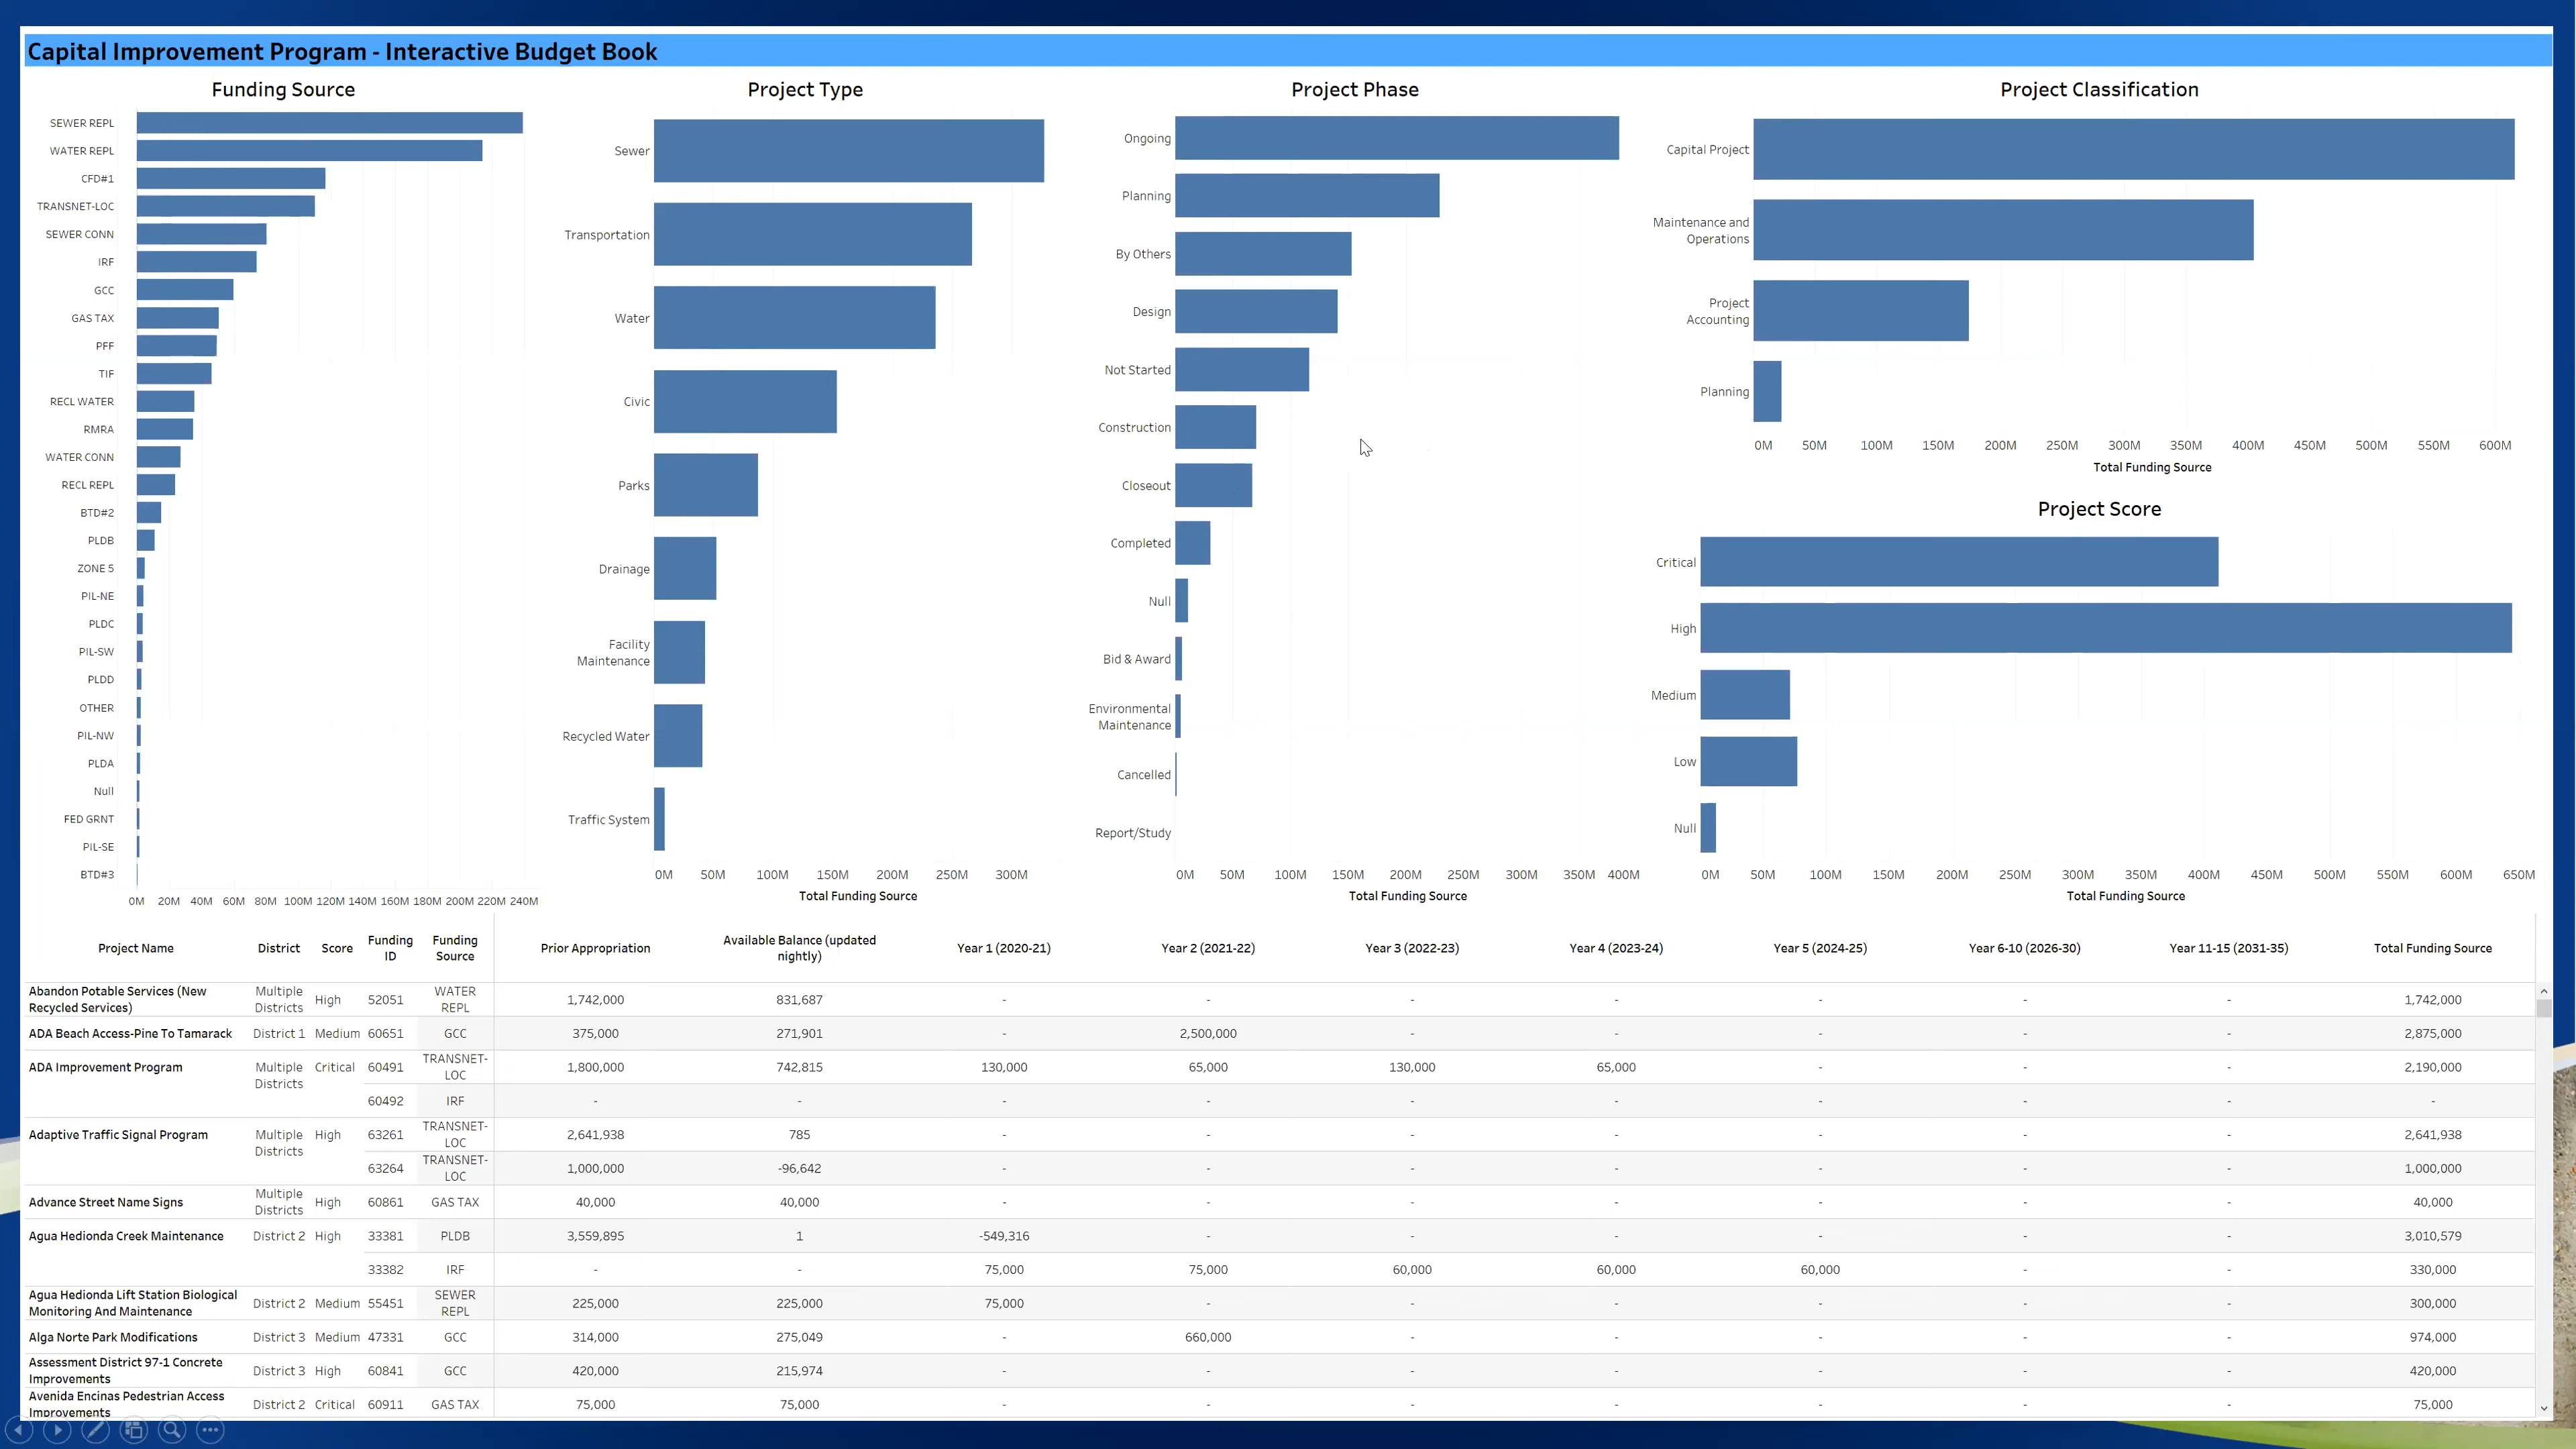 Capital Improvement Program - Interactive Budget Book
Funding Source
SEWER REPL
WATER REPL
CFD#1
TRANSNET-LOC
SEWER CONN
IRF
GCC
GAS TAX
PFF
TIF
RECL WATER
RMRA
WATER CONN
RECL REPL
BTD#2
PLDB
ZONE 5
PIL-NE
PLDC
PIL-SW
PLDD
OTHER
PIL-NW
PLDA
Null
FED GRNT
PIL-SE
BTD#3
0M 20M 40M 60M 80M 100M 120M 140M 160M 180M 200M 220M 240M
Project Type
Sewer
Transportation
Water
Civic
Parks
Drainage
Facility
Maintenance
Recycled Water
Traffic System
0M 50M 100M 150M 200M 250M 300M
Total Funding Source
Project Phase
Ongoing
Planning
By Others
Design
Not Started
Construction
Closeout
Completed
Null
Bid & Award
Environmental
Maintenance
Cancelled
Report/Study
0M 50M 100M 150M 200M 250M 300M 350M 400M
Total Funding Source
Project Classification
Capital Project
Maintenance and
Operations
Project
Accounting
Planning
0M 50M 100M 150M 200M 250M 300M 350M 400M 450M 500M 550M 600M
Total Funding Source
Project Score
Critical
High
Medium
Low
Null
0M 50M 100M 150M 200M 250M 300M 350M 400M 450M 500M 550M 600M 650M
Total Funding Source
Project Name District Score Funding ID Funding Source Prior Appropriation Available Balance (updated nightly) Year 1 (2020-21) Year 2 (2021-22) Year 3 (2022-23) Year 4 (2023-24) Year 5 (2024-25) Year 6-10 (2026-30) Year 11-15 (2031-35) Total Funding Source
Abandon Potable Services (New Recycled Services) Multiple Districts High 52051 WATER REPL 1,742,000 831,687 - - - - - - - 1,742,000
ADA Beach Access-Pine To Tamarack District 1 Medium 60651 GCC 375,000 271,901 - 2,500,000 - - - - - 2,875,000
ADA Improvement Program Multiple Districts Critical 60491 TRANSNET-LOC 1,800,000 742,815 130,000 65,000 130,000 65,000 - - - 2,190,000
60492 IRF - - - - - - - - - -
Adaptive Traffic Signal Program Multiple Districts High 63261 TRANSNET-LOC 2,641,938 785 - - - - - - - 2,641,938
63264 TRANSNET-LOC 1,000,000 -96,642 - - - - - - - 1,000,000
Advance Street Name Signs Multiple Districts High 60861 GAS TAX 40,000 40,000 - - - - - - - 40,000
Agua Hedionda Creek Maintenance District 2 High 33381 PLDB 3,559,895 1 -549,316 - - - - - - 3,010,579
33382 IRF - - 75,000 75,000 60,000 60,000 60,000 - - 330,000
Agua Hedionda Lift Station Biological Monitoring And Maintenance District 2 Medium 55451 SEWER REPL 225,000 225,000 75,000 - - - - - - 300,000
Alga Norte Park Modifications District 3 Medium 47331 GCC 314,000 275,049 - 660,000 - - - - - 974,000
Assessment District 97-1 Concrete Improvements District 3 High 60841 GCC 420,000 215,974 - - - - - - - 420,000
Avenida Encinas Pedestrian Access Improvements District 2 Critical 60911 GAS TAX 75,000 75,000 - - - - - - - 75,000